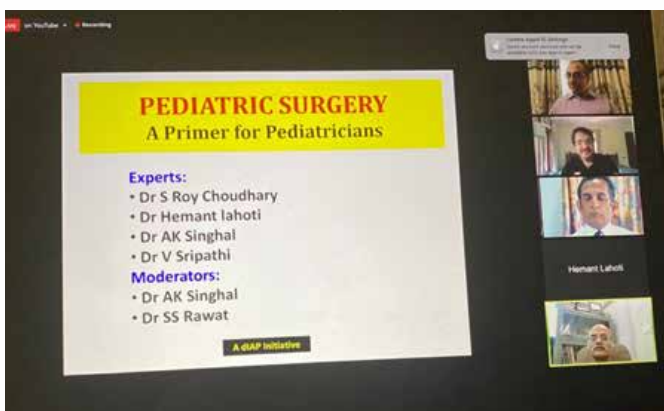 on YouTube
Recording
PEDIATRIC SURGERY
A Primer for Pediatricians
Experts:
• Dr S Roy Choudhary
• Dr Hemant lahoti
• Dr AK Singhal
• Dr V Sripathi
Moderators:
• Dr AK Singhal
• Dr SS Rawat
A dIAP Initiative
Hemant Lahoti